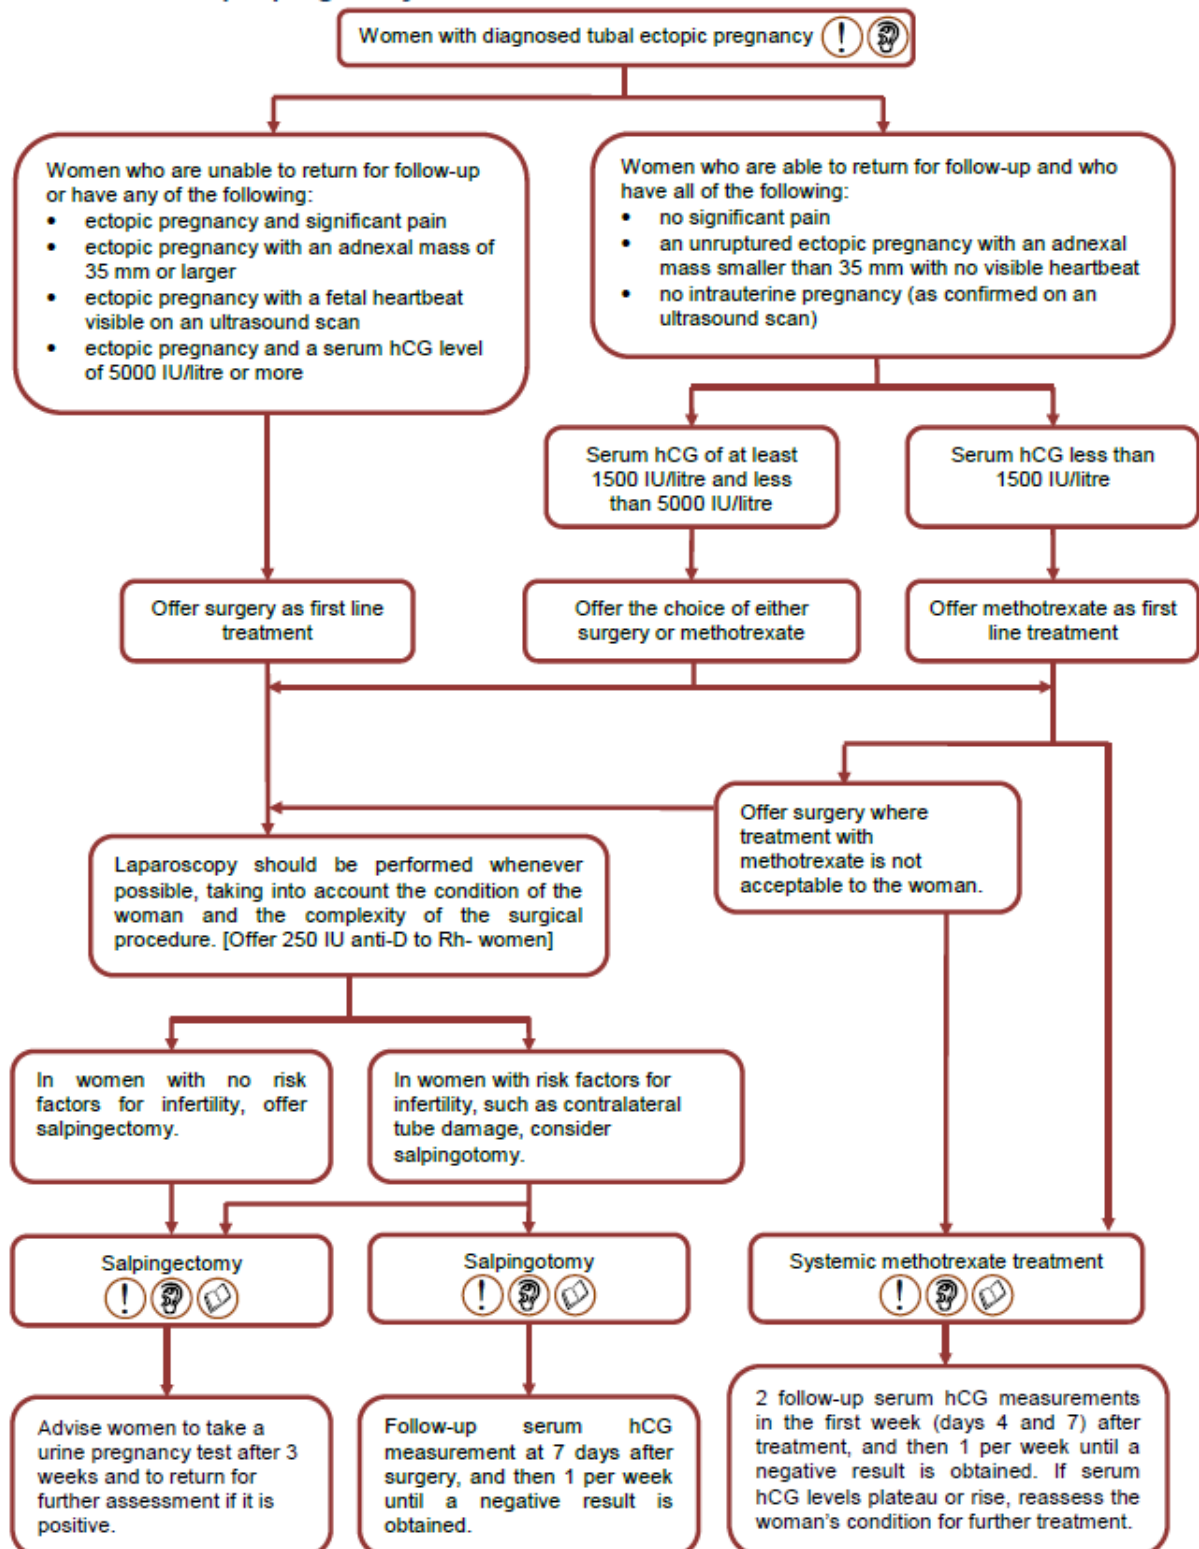 Women with diagnosed tubal ectopic pregnancy
Women who are unable to return for follow-up
or have any of the following:
• ectopic pregnancy and significant pain
• ectopic pregnancy with an adnexal mass of
35 mm or larger
• ectopic pregnancy with a fetal heartbeat
visible on an ultrasound scan
• ectopic pregnancy and a serum hCG level
of 5000 IU/litre or more
Women who are able to return for follow-up and who
have all of the following:
• no significant pain
• an unruptured ectopic pregnancy with an adnexal
mass smaller than 35 mm with no visible heartbeat
• no intrauterine pregnancy (as confirmed on an
ultrasound scan)
Serum hCG of at least
1500 IU/litre and less
than 5000 IU/litre
Serum hCG less than
1500 IU/litre
Offer surgery as first line
treatment
Offer the choice of either
surgery or methotrexate
Offer methotrexate as first
line treatment
Offer surgery where
treatment with
methotrexate is not
acceptable to the woman.
Laparoscopy should be performed whenever
possible, taking into account the condition of the
woman and the complexity of the surgical
procedure. [Offer 250 IU anti-D to Rh- women]
In women with no risk
factors for infertility, offer
salpingectomy.
In women with risk factors for
infertility, such as contralateral
tube damage, consider
salpingotomy.
Salpingectomy
Salpingotomy
Systemic methotrexate treatment
Advise women to take a
urine pregnancy test after 3
weeks and to return for
further assessment if it is
positive.
Follow-up serum hCG
measurement at 7 days after
surgery, and then 1 per week
until a negative result is
obtained.
2 follow-up serum hCG measurements
in the first week (days 4 and 7) after
treatment, and then 1 per week until a
negative result is obtained. If serum
hCG levels plateau or rise, reassess the
woman's condition for further treatment.